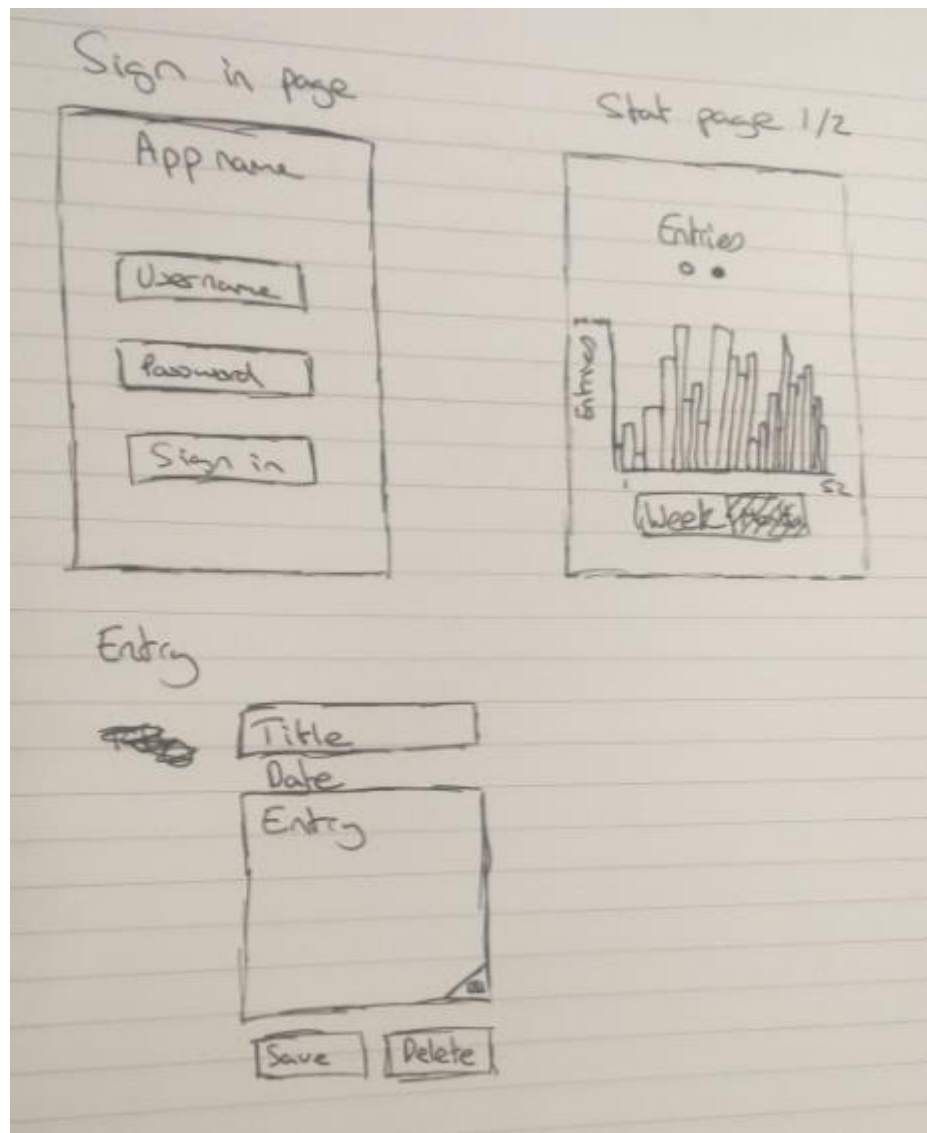 Sign in page
App name
Username
Password
Sign in
Stat page 1/2
Entries
Entries
1
52
Week
Entry
Title
Date
Entry
Save
Delete